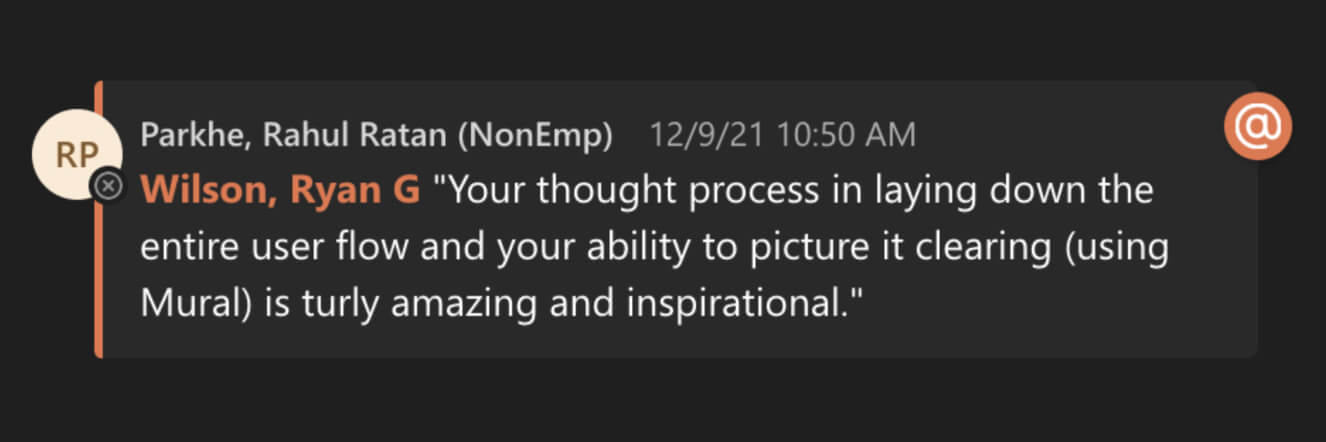 RP
Parkhe, Rahul Ratan (NonEmp) 12/9/21 10:50 AM
@
Wilson, Ryan G "Your thought process in laying down the
entire user flow and your ability to picture it clearing (using
Mural) is turly amazing and inspirational."